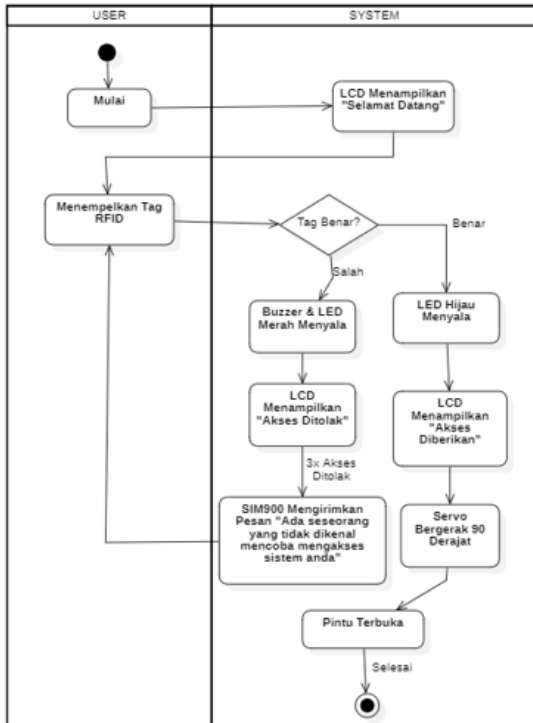 USER
SYSTEM
Mulai
LCD Menampilkan
"Selamat Datang"
Menempelkan Tag
RFID
Tag Benar?
Benar
Salah
Buzzer & LED
Merah Menyala
LED Hijau
Menyala
LCD
Menampilkan
"Akses Ditolak"
LCD
Menampilkan
"Akses
Diberikan"
3x Akses
Ditolak
SIM900 Mengirimkan
Pesan "Ada seseorang
yang tidak dikenal
mencoba mengakses
sistem anda"
Servo
Bergerak 90
Derajat
Pintu Terbuka
Selesai